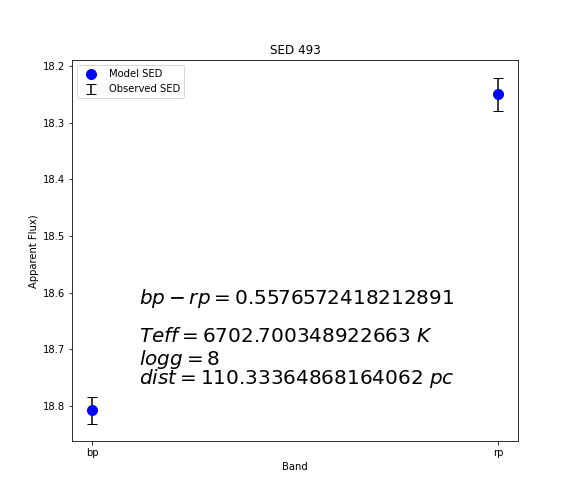 SED 493
Model SED
Observed SED
18.2
18.3
18.4
18.5
18.6
18.7
18.8
Apparent Flux)
bp − rp = 0.5576572418212891
Teff = 6702.700348922663 K
logg = 8
dist = 110.33364868164062 pc
bp
rp
Band